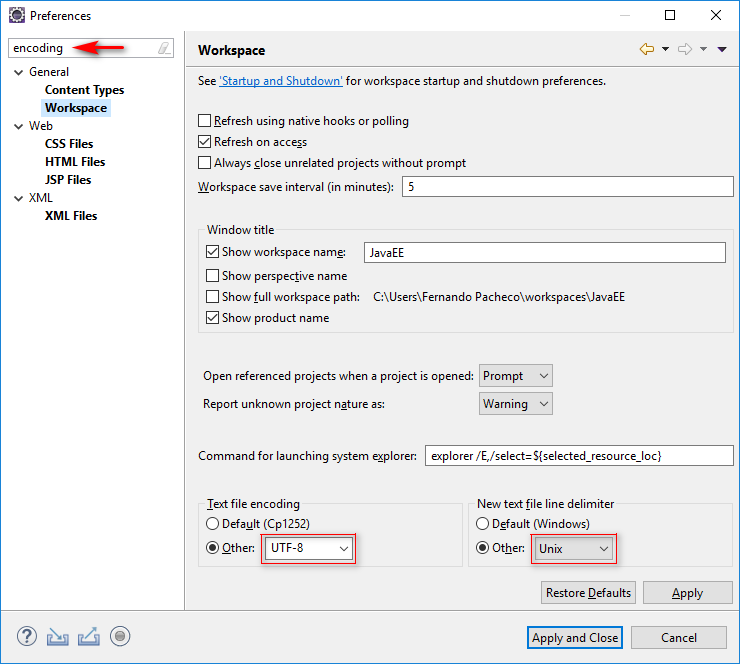 Preferences
encoding
General
Content Types
Workspace
Web
CSS Files
HTML Files
JSP Files
XML
XML Files
Workspace
See 'Startup and Shutdown' for workspace startup and shutdown preferences.
Refresh using native hooks or polling
Refresh on access
Always close unrelated projects without prompt
Workspace save interval (in minutes): 5
Window title
Show workspace name: JavaEE
Show perspective name
Show full workspace path: C:\Users\Fernando Pacheco\workspaces\JavaEE
Show product name
Open referenced projects when a project is opened: Prompt
Report unknown project nature as: Warning
Command for launching system explorer: explorer /E,/select=${selected_resource_loc}
Text file encoding
Default (Cp1252)
Other: UTF-8
New text file line delimiter
Default (Windows)
Other: Unix
Restore Defaults Apply
? Apply and Close Cancel